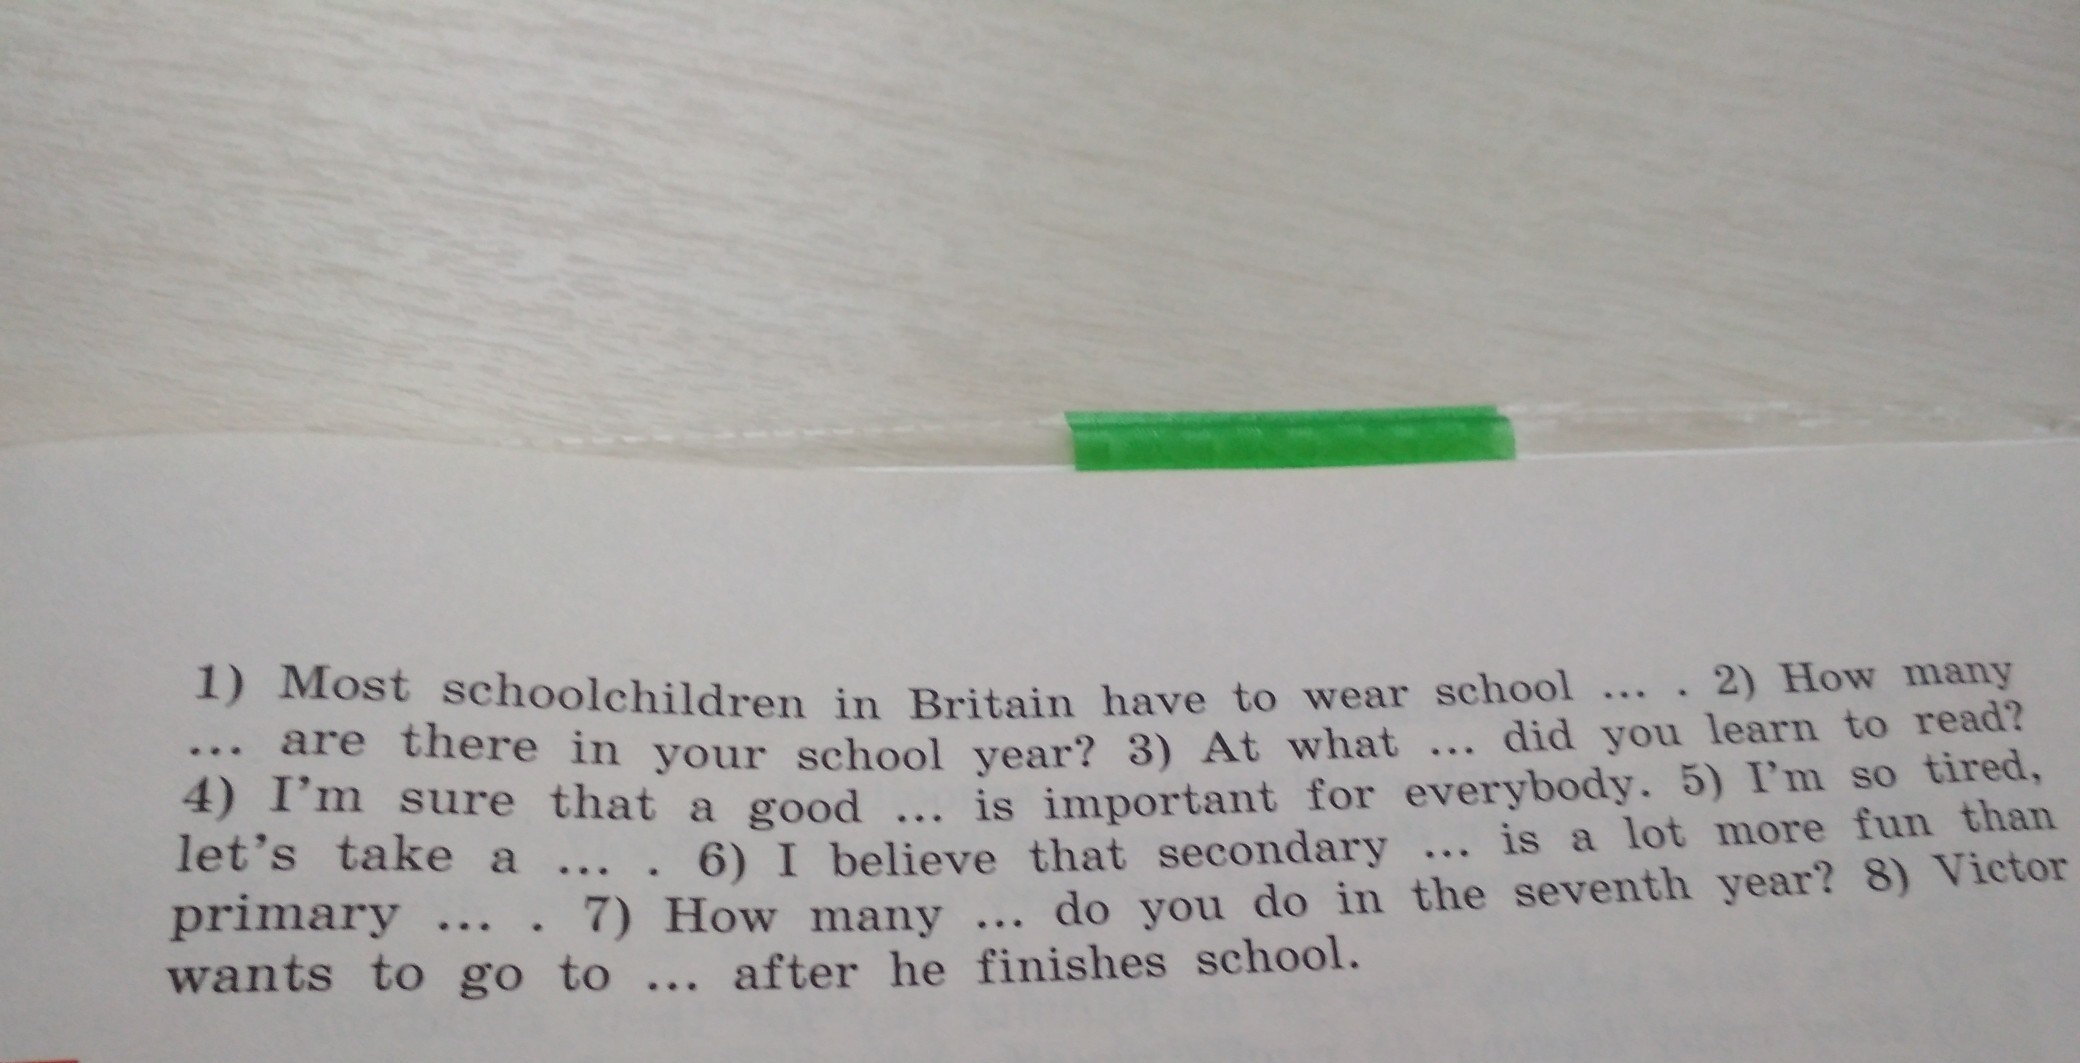 1) Most schoolchildren in Britain have to wear school ... . 2) How many
... are there in your school year? 3) At what ... did you learn to read?
4) I'm sure that a good ... is important for everybody. 5) I'm so tired,
let's take a ... . 6) I believe that secondary ... is a lot more fun than
primary ... . 7) How many ... do you do in the seventh year? 8) Victor
wants to go to ... after he finishes school.